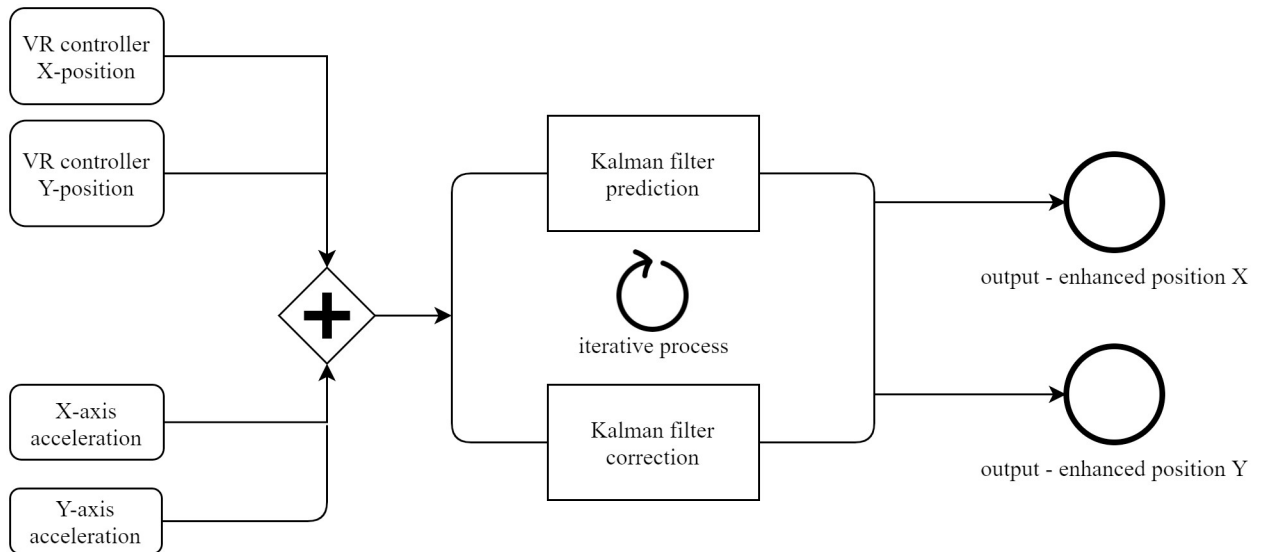 VR controller
X-position
VR controller
Y-position
X-axis
acceleration
Y-axis
acceleration
Kalman filter
prediction
iterative process
Kalman filter
correction
output - enhanced position X
output - enhanced position Y